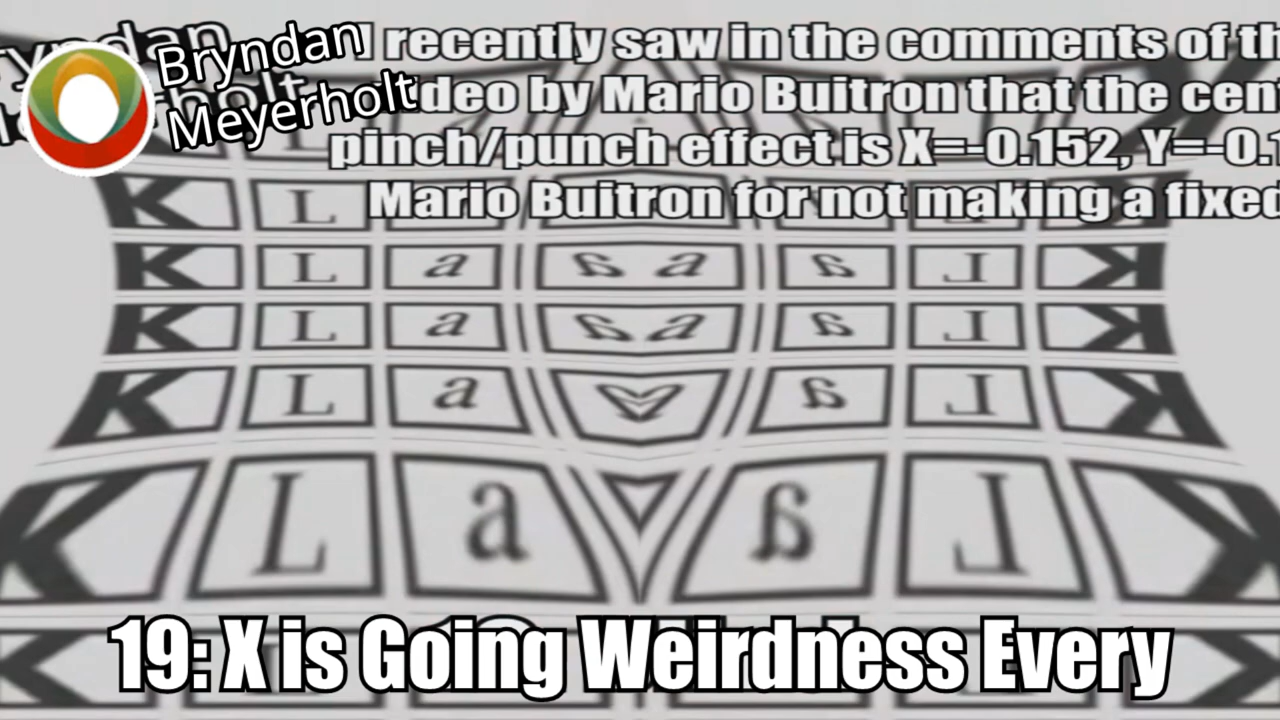 Bryndan
Meyerholt
I recently saw in the comments of th
deo by Mario Buitron that the cen
pinch/punch effect is X=-0.152, Y=-0.1
Mario Buitron for not making a fixed
K L
K L a a a a L K
K L a a a a L K
K L a a L K
K L a a L K
19: X is Going Weirdness Every